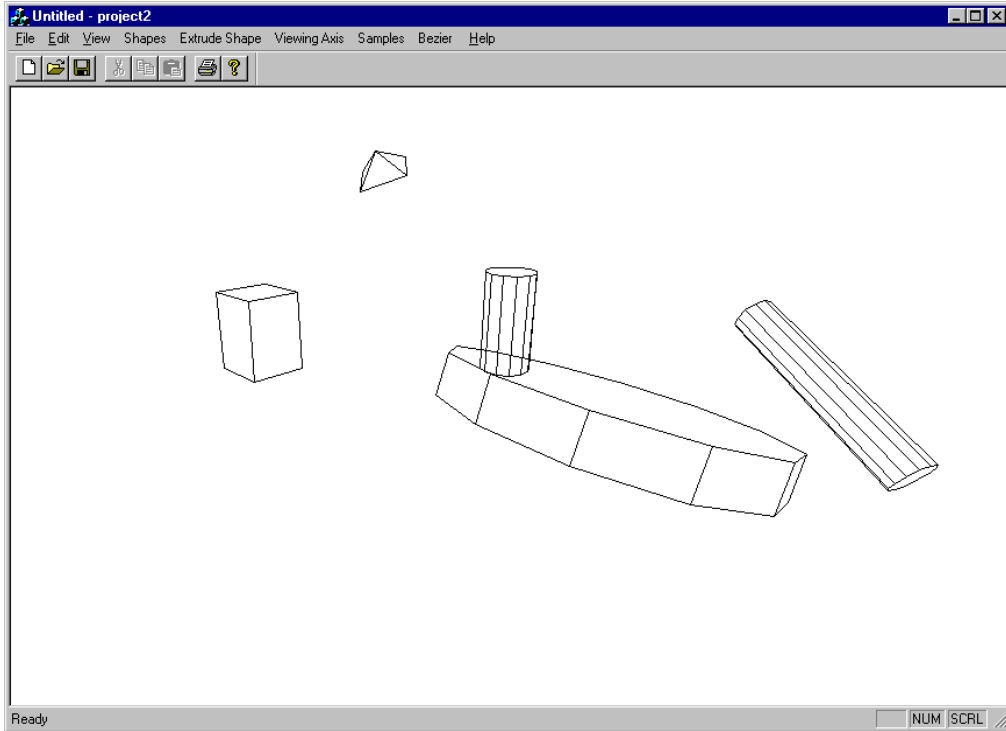 Untitled - project2
File Edit View Shapes Extrude Shape Viewing Axis Samples Bezier Help
Ready NUM SCRL